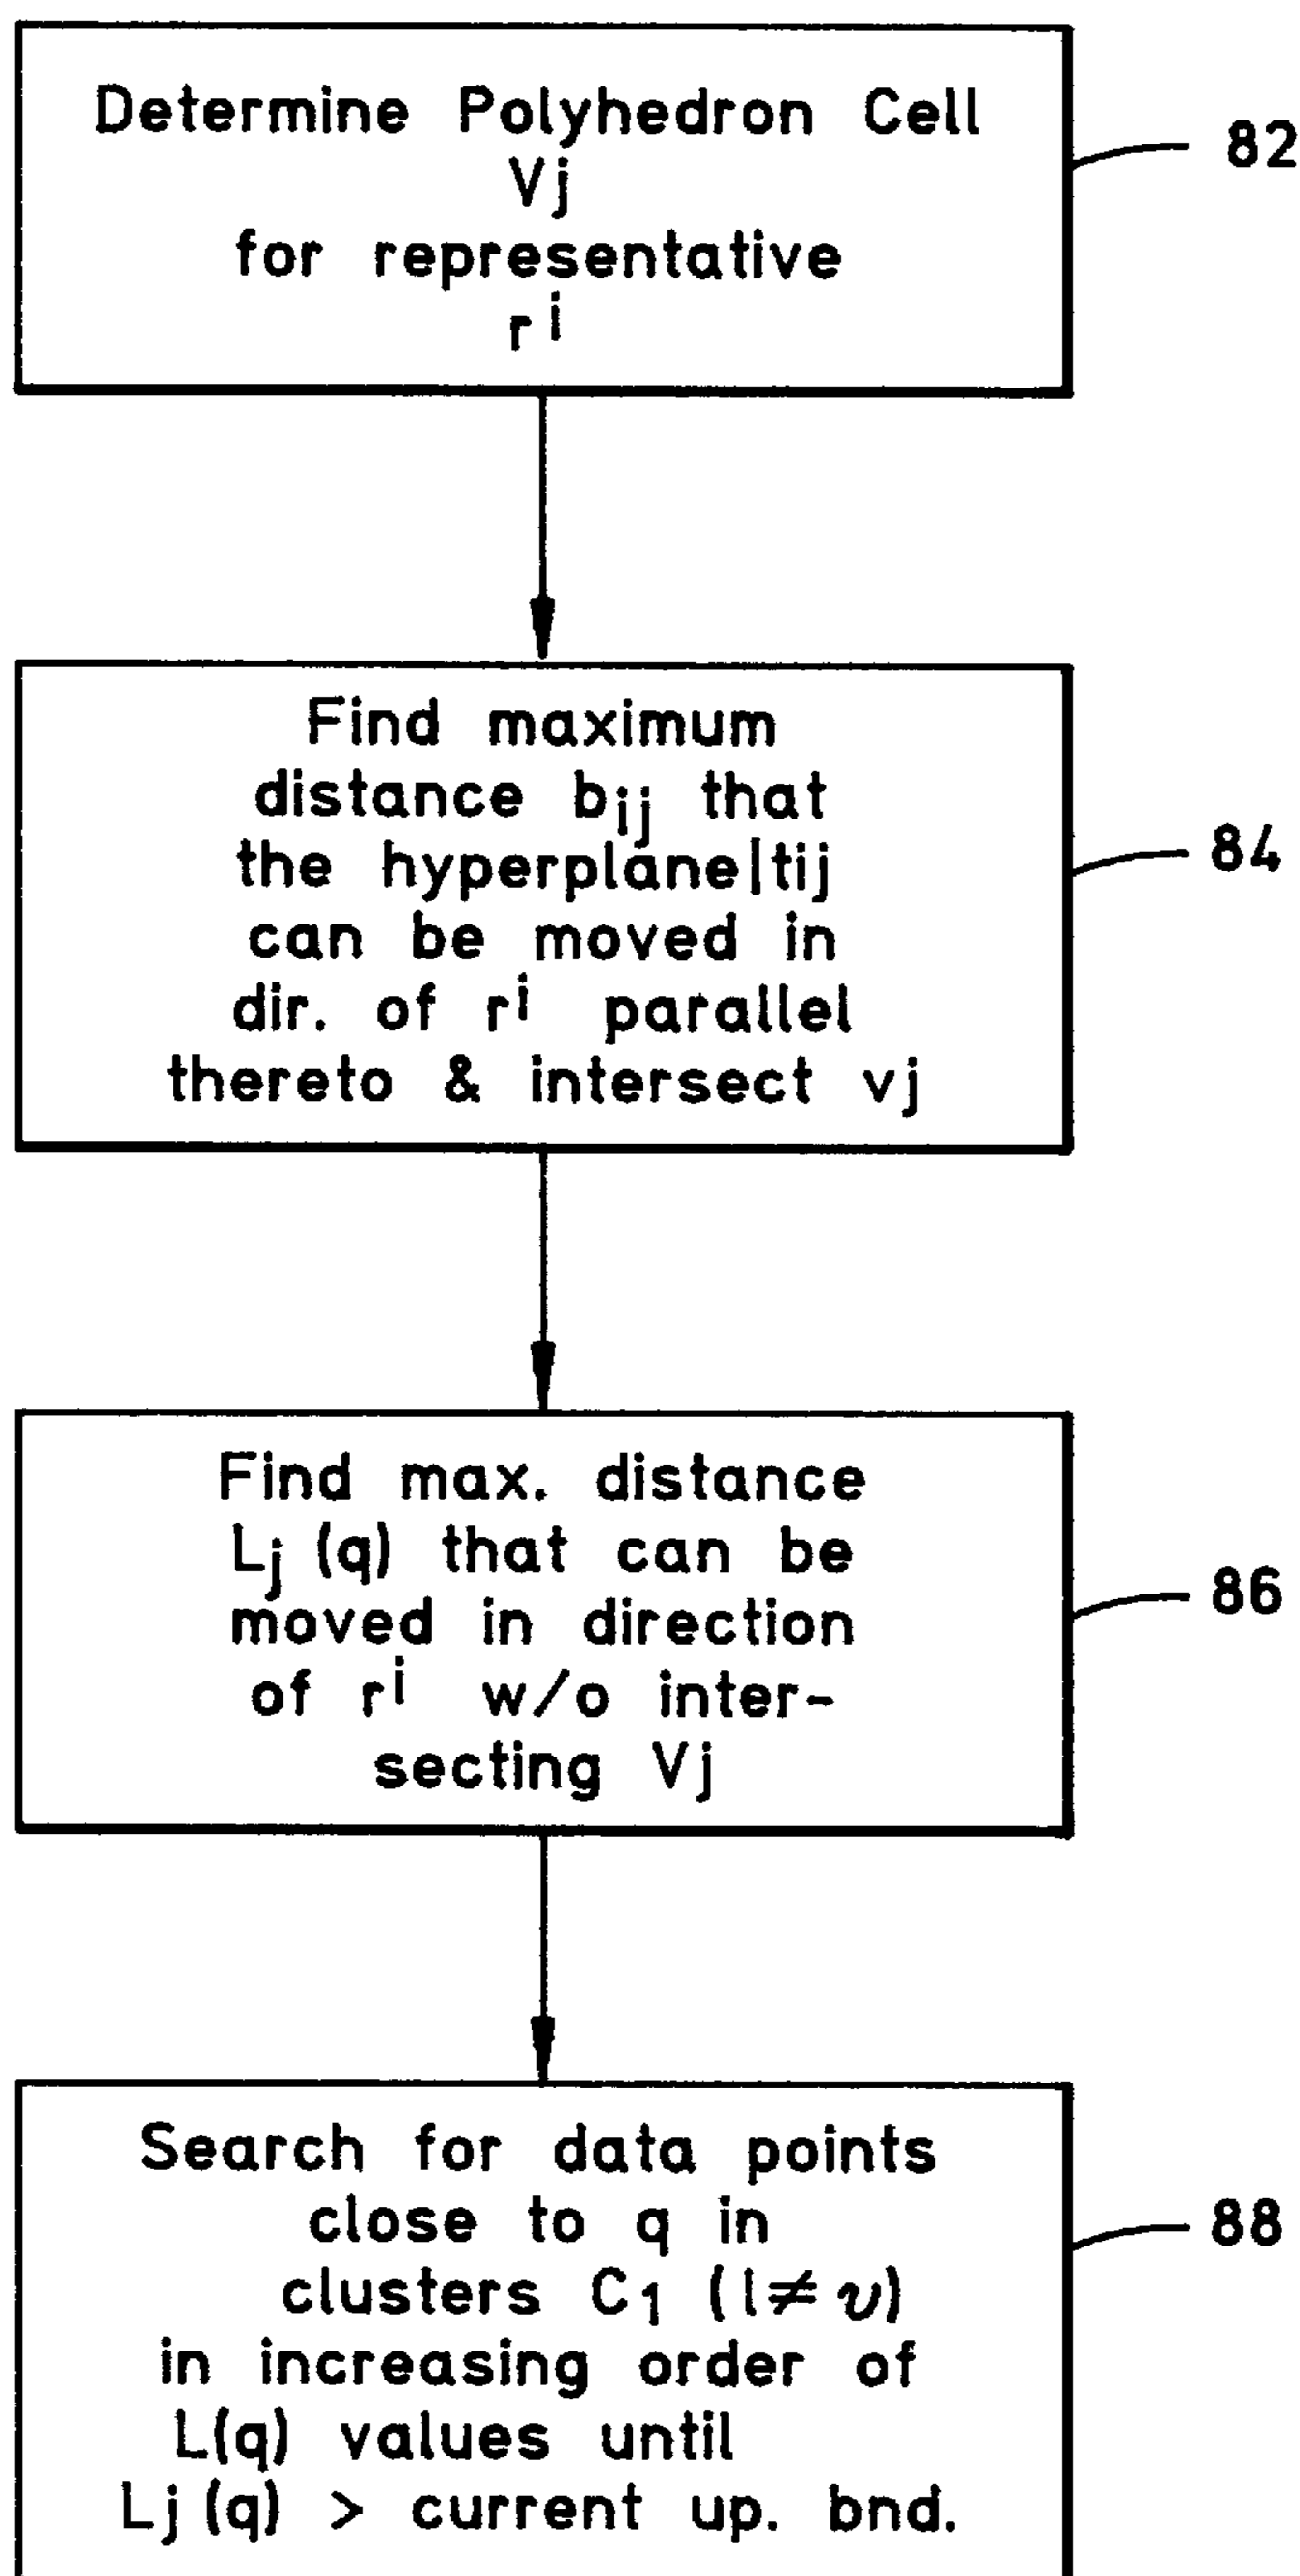 Determine Polyhedron Cell
Vj
for representative
rⁱ
82
Find maximum
distance bij that
the hyperplane|tij
can be moved in
dir. of rⁱ parallel
thereto & intersect vj
84
Find max. distance
Lj (q) that can be
moved in direction
of rⁱ w/o inter-
secting Vj
86
Search for data points
close to q in
clusters C1 (l≠υ)
in increasing order of
L(q) values until
Lj (q) > current up. bnd.
88